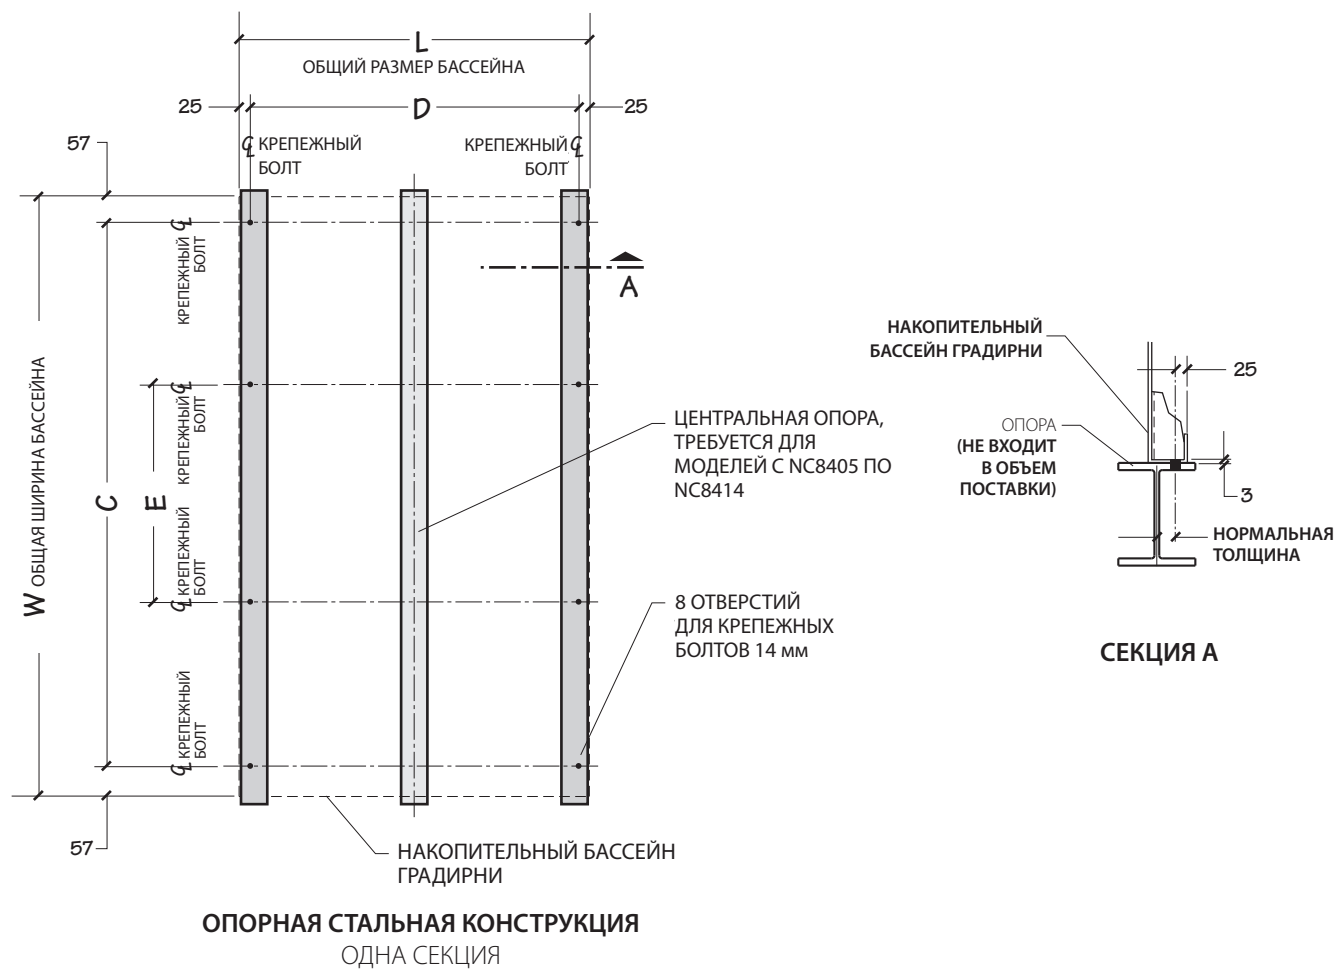 L
ОБЩИЙ РАЗМЕР БАССЕЙНА
25
D
25
57
℄ КРЕПЕЖНЫЙ
БОЛТ
КРЕПЕЖНЫЙ ℄
БОЛТ
℄
КРЕПЕЖНЫЙ
БОЛТ
A
℄
КРЕПЕЖНЫЙ
БОЛТ
W ОБЩАЯ ШИРИНА БАССЕЙНА
C
E
℄ КРЕПЕЖНЫЙ
БОЛТ
℄ КРЕПЕЖНЫЙ
БОЛТ
57
ЦЕНТРАЛЬНАЯ ОПОРА,
ТРЕБУЕТСЯ ДЛЯ
МОДЕЛЕЙ С NC8405 ПО
NC8414
8 ОТВЕРСТИЙ
ДЛЯ КРЕПЕЖНЫХ
БОЛТОВ 14 мм
НАКОПИТЕЛЬНЫЙ БАССЕЙН
ГРАДИРНИ
ОПОРНАЯ СТАЛЬНАЯ КОНСТРУКЦИЯ
ОДНА СЕКЦИЯ
НАКОПИТЕЛЬНЫЙ
БАССЕЙН ГРАДИРНИ
25
ОПОРА
(НЕ ВХОДИТ
В ОБЪЕМ
ПОСТАВКИ)
3
НОРМАЛЬНАЯ
ТОЛЩИНА
СЕКЦИЯ А